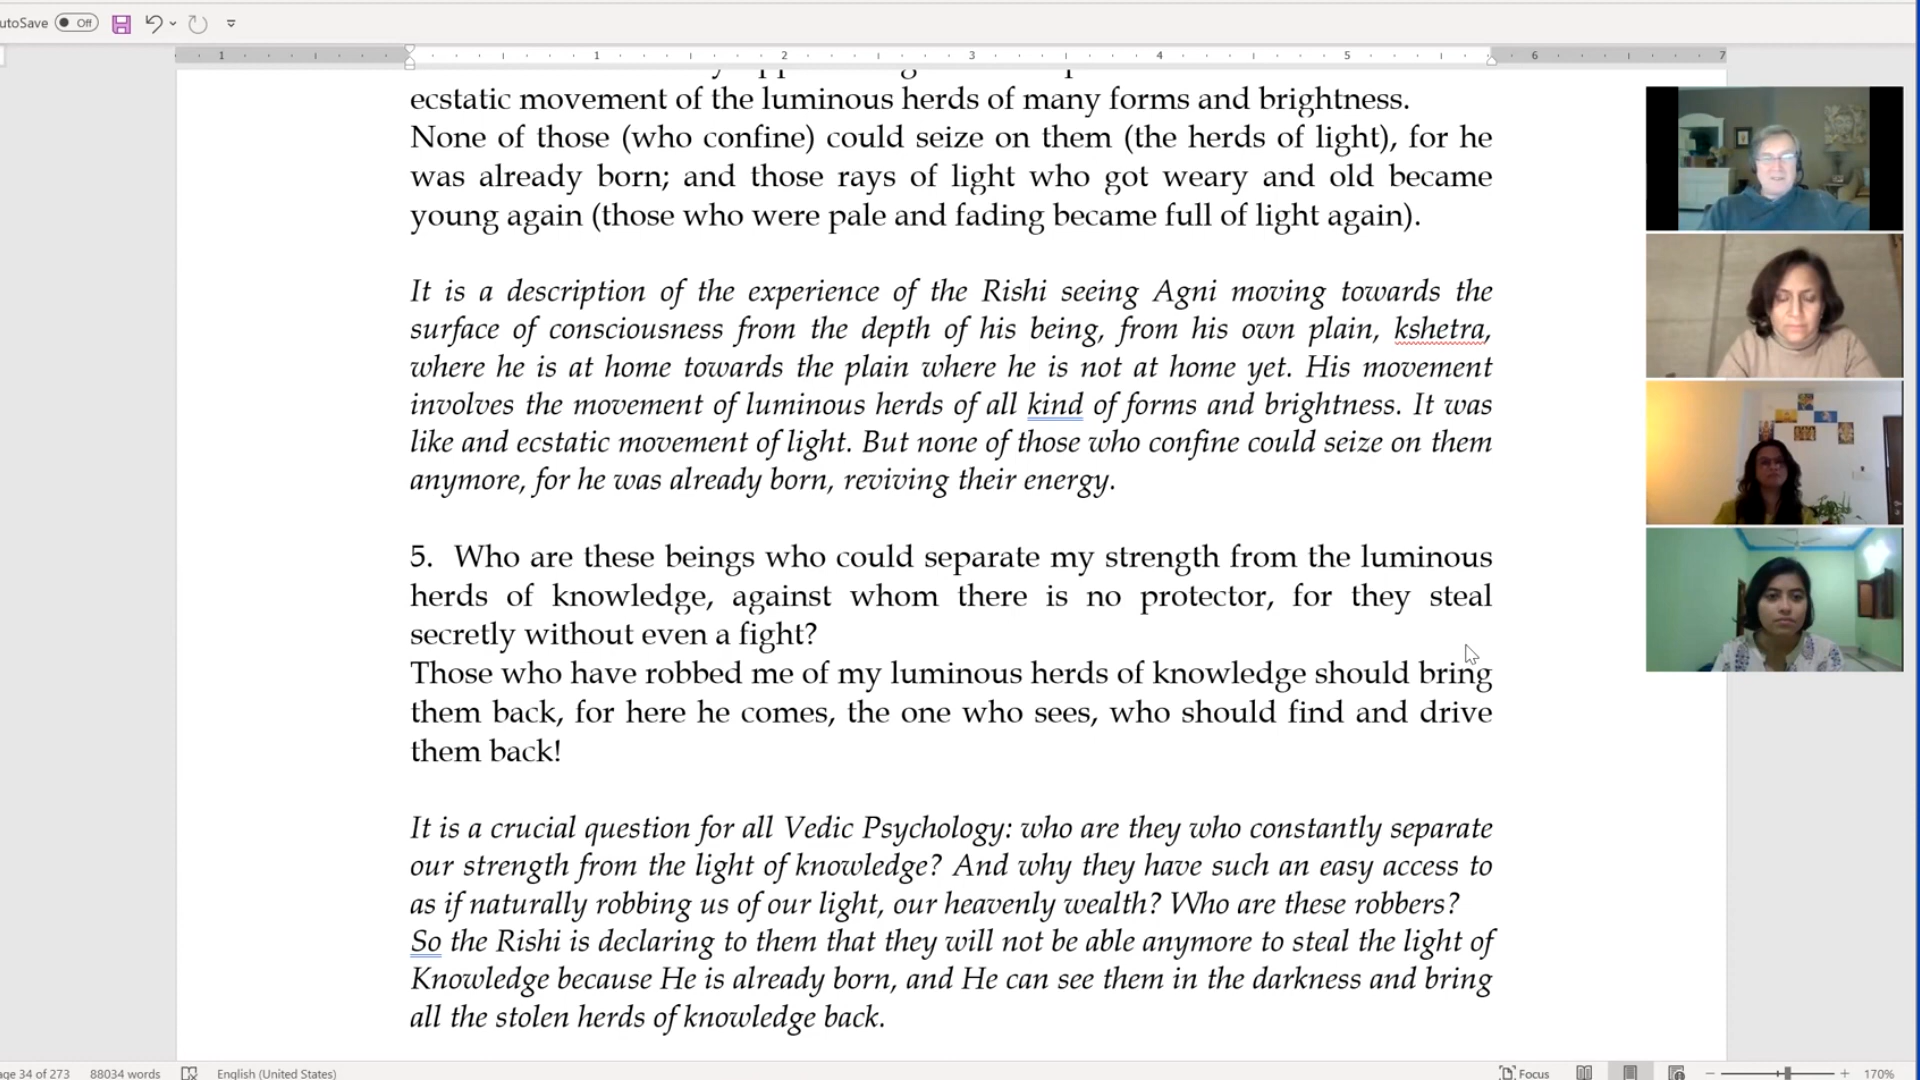 utoSave Off
1 1 2 3 4 5 6 7
ecstatic movement of the luminous herds of many forms and brightness.
None of those (who confine) could seize on them (the herds of light), for he
was already born; and those rays of light who got weary and old became
young again (those who were pale and fading became full of light again).
It is a description of the experience of the Rishi seeing Agni moving towards the
surface of consciousness from the depth of his being, from his own plain, kshetra,
where he is at home towards the plain where he is not at home yet. His movement
involves the movement of luminous herds of all kind of forms and brightness. It was
like and ecstatic movement of light. But none of those who confine could seize on them
anymore, for he was already born, reviving their energy.
5. Who are these beings who could separate my strength from the luminous
herds of knowledge, against whom there is no protector, for they steal
secretly without even a fight?
Those who have robbed me of my luminous herds of knowledge should bring
them back, for here he comes, the one who sees, who should find and drive
them back!
It is a crucial question for all Vedic Psychology: who are they who constantly separate
our strength from the light of knowledge? And why they have such an easy access to
as if naturally robbing us of our light, our heavenly wealth? Who are these robbers?
So the Rishi is declaring to them that they will not be able anymore to steal the light of
Knowledge because He is already born, and He can see them in the darkness and bring
all the stolen herds of knowledge back.
age 34 of 273 88034 words English (United States) Focus 170%